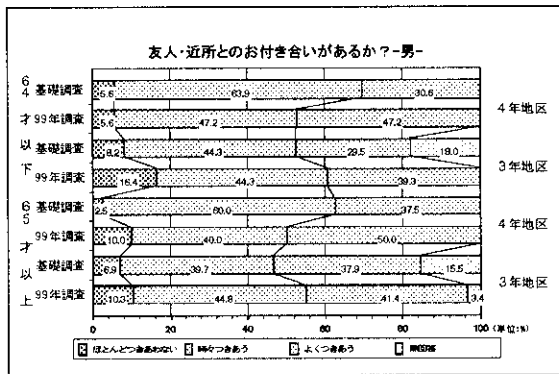 友人・近所とのお付き合いがあるか?-男-
64才以下
基礎調査 5.6 63.9 30.6
99年調査 5.6 47.2 47.2
4年地区
基礎調査 8.2 44.3 29.5 18.0
99年調査 16.4 44.3 39.3
3年地区
65才以上
基礎調査 2.5 60.0 37.5
99年調査 10.0 40.0 50.0
4年地区
基礎調査 6.9 39.7 37.9 15.5
99年調査 10.3 44.8 41.4 3.4
3年地区
0 20 40 60 80 100 (単位:%)
ほとんどつきあわない 時々つきあう よくつきあう 無回答